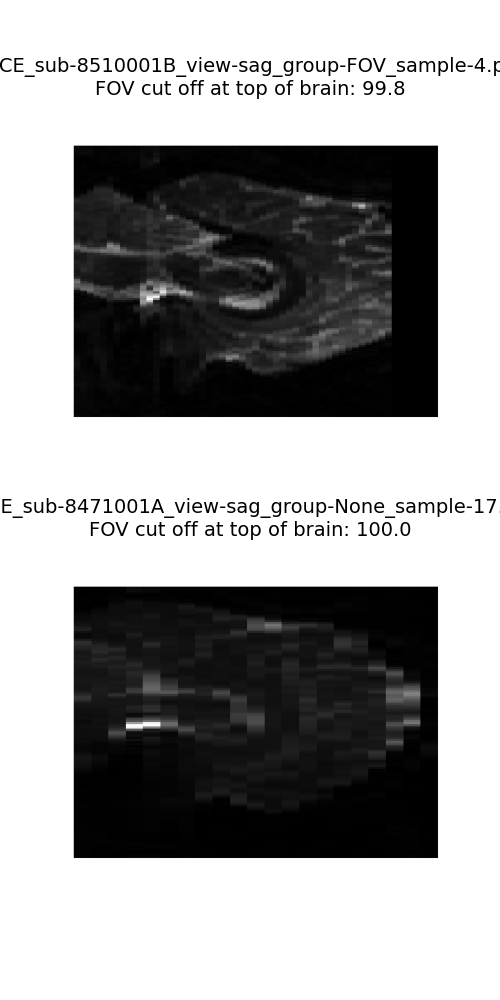 CE_sub-8510001B_view-sag_group-FOV_sample-4.p
FOV cut off at top of brain: 99.8
E_sub-8471001A_view-sag_group-None_sample-17.
FOV cut off at top of brain: 100.0